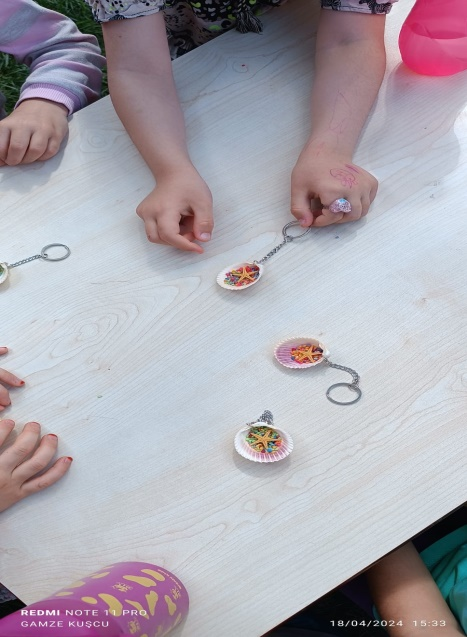 REDMI NOTE 11 PRO
GAMZE KUŞCU
18/04/2024 15:33